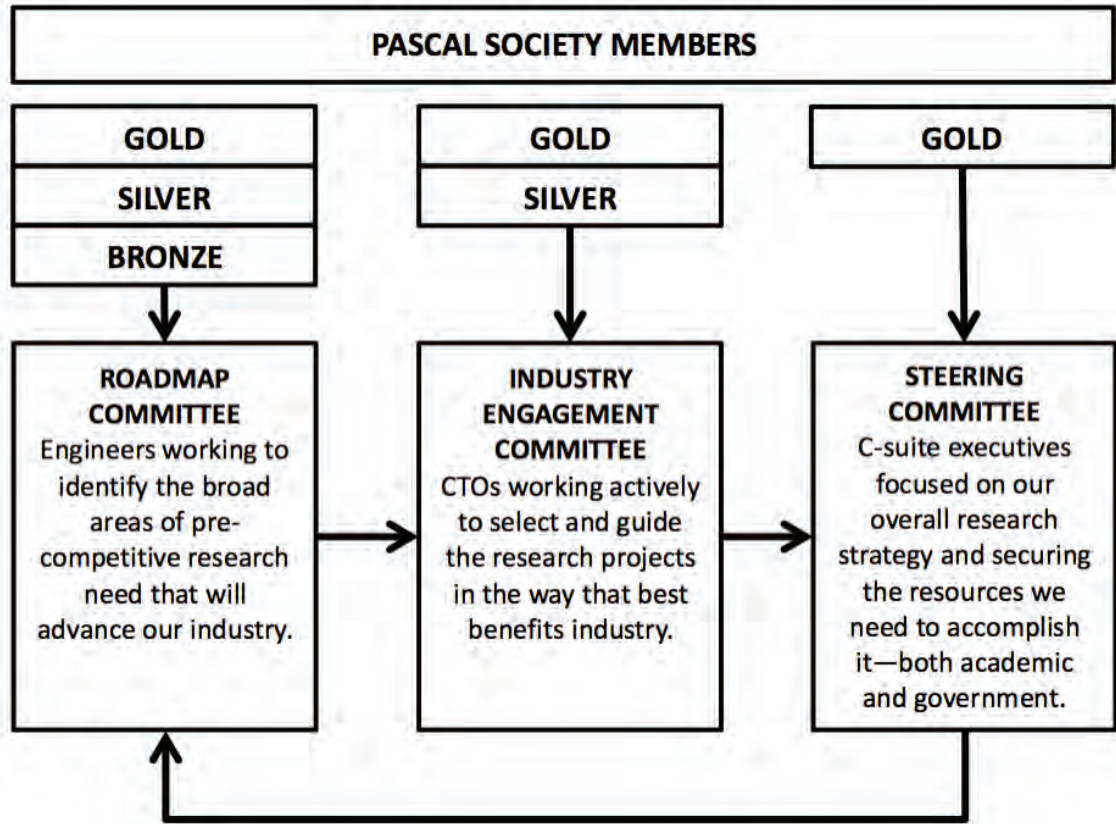 PASCAL SOCIETY MEMBERS
GOLD
SILVER
BRONZE
GOLD
SILVER
GOLD
ROADMAP
COMMITTEE
Engineers working to
identify the broad
areas of pre-
competitive research
need that will
advance our industry.
INDUSTRY
ENGAGEMENT
COMMITTEE
CTOs working actively
to select and guide
the research projects
in the way that best
benefits industry.
STEERING
COMMITTEE
C-suite executives
focused on our
overall research
strategy and securing
the resources we
need to accomplish
it—both academic
and government.